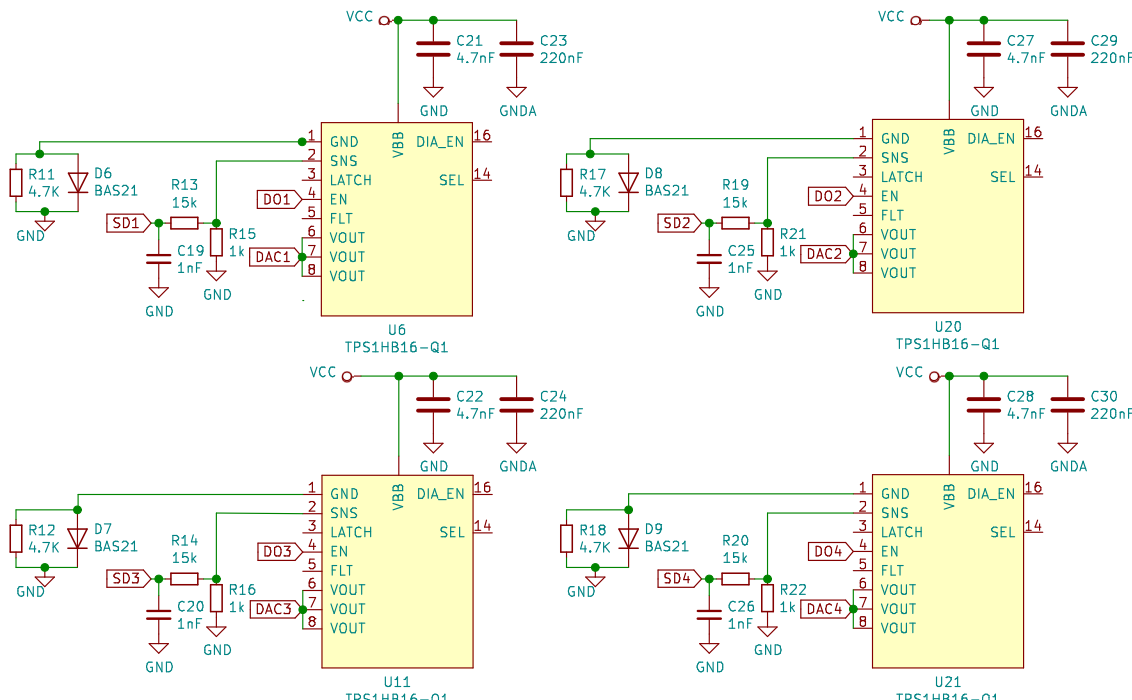 VCC
C21
4.7nF
C23
220nF
GND
GNDA
1
GND
2
SNS
3
LATCH
4
EN
5
FLT
6
VOUT
7
VOUT
8
VOUT
VBB
DIA_EN
16
SEL
14
R11
4.7K
D6
BAS21
GND
R13
15k
DO1
SD1
R15
1k
C19
1nF
DAC1
GND
GND
U6
TPS1HB16-Q1
VCC
C27
4.7nF
C29
220nF
GND
GNDA
1
GND
2
SNS
3
LATCH
4
EN
5
FLT
6
VOUT
7
VOUT
8
VOUT
VBB
DIA_EN
16
SEL
14
R17
4.7K
D8
BAS21
GND
R19
15k
DO2
SD2
R21
1k
C25
1nF
DAC2
GND
GND
U20
TPS1HB16-Q1
VCC
C22
4.7nF
C24
220nF
GND
GNDA
1
GND
2
SNS
3
LATCH
4
EN
5
FLT
6
VOUT
7
VOUT
8
VOUT
VBB
DIA_EN
16
SEL
14
R12
4.7K
D7
BAS21
GND
R14
15k
DO3
SD3
R16
1k
C20
1nF
DAC3
GND
GND
U11
TPS1HB16-Q1
VCC
C28
4.7nF
C30
220nF
GND
GNDA
1
GND
2
SNS
3
LATCH
4
EN
5
FLT
6
VOUT
7
VOUT
8
VOUT
VBB
DIA_EN
16
SEL
14
R18
4.7K
D9
BAS21
GND
R20
15k
DO4
SD4
R22
1k
C26
1nF
DAC4
GND
GND
U21
TPS1HB16-Q1